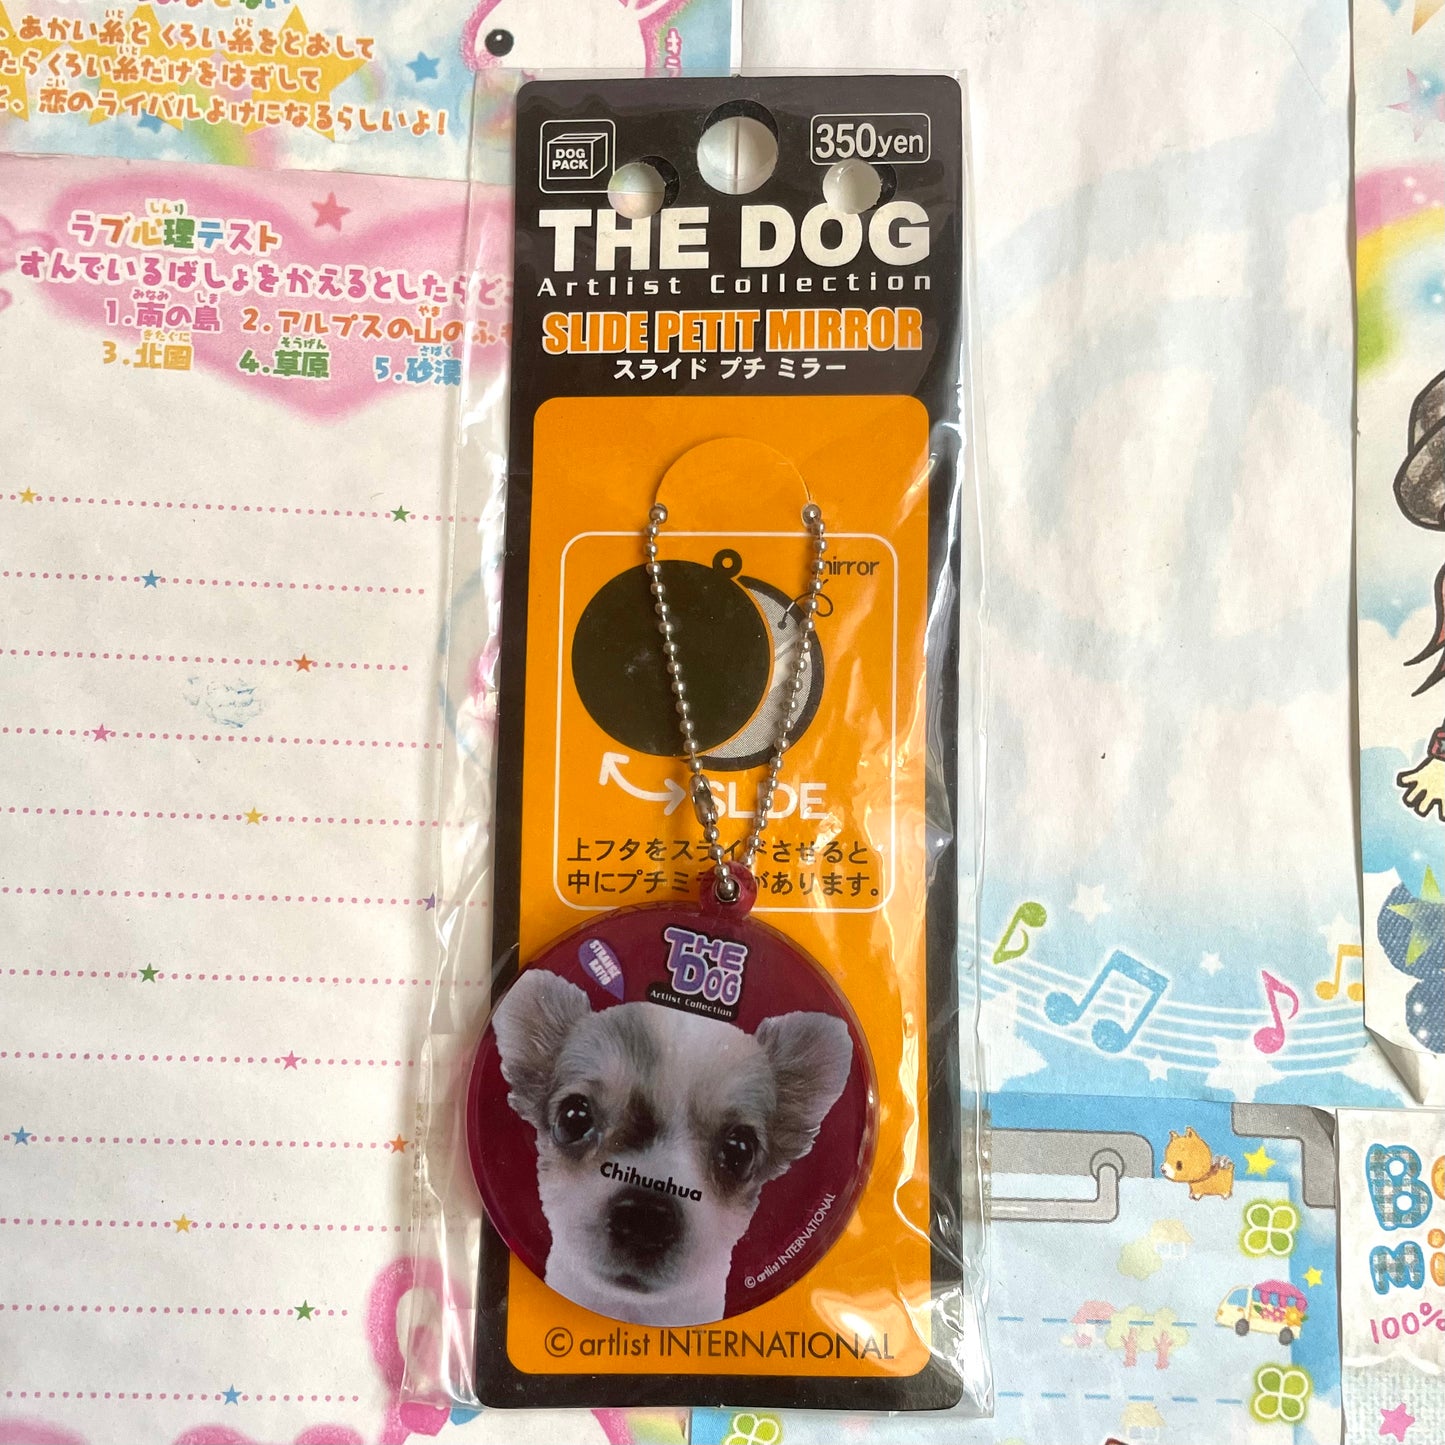 あかい糸とくろい糸をとおして
たらくろい糸だけをはずして
と、恋のライバルよけになるらしいよ!
ラブ心理テスト
すんでいるばしょをかえるとしたらど
1.南の島 2.アルプスの山のふ
3.北国 4.草原 5.砂漠
DOG
PACK
350yen
THE DOG
Artlist Collection
SLIDE PETIT MIRROR
スライド プチ ミラー
mirror
SLIDE
上フタをスライドさせると
中にプチミラーがあります。
STRANGE
RATIO
THE
DOG
Artlist Collection
Chihuahua
© artlist INTERNATIONAL
© artlist INTERNATIONAL
100%